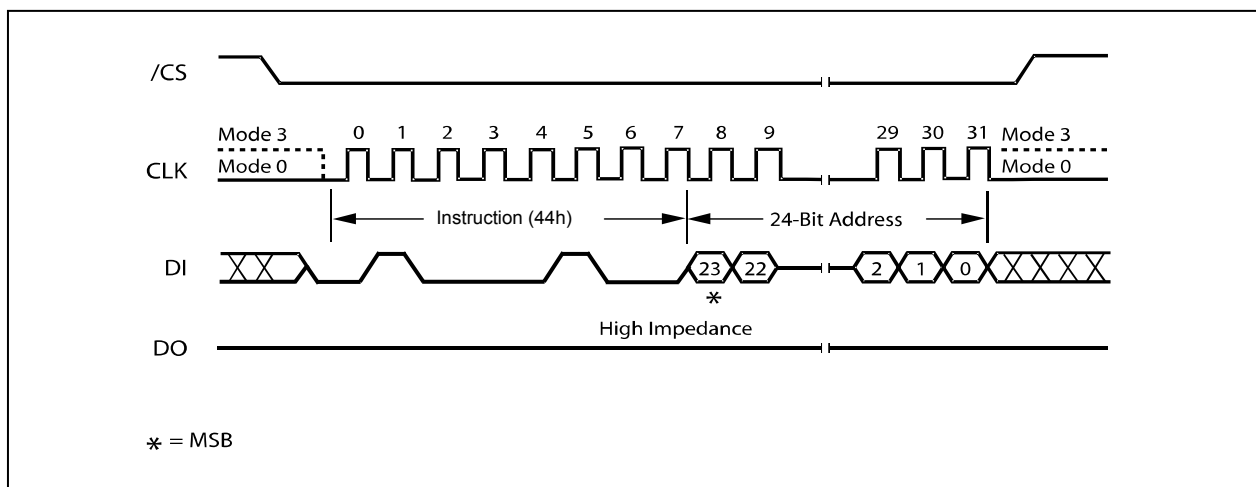 /CS
Mode 3
0 1 2 3 4 5 6 7 8 9 29 30 31
Mode 3
CLK
Mode 0
Mode 0
Instruction (44h)
24-Bit Address
DI
23 22 2 1 0
*
High Impedance
DO
* = MSB